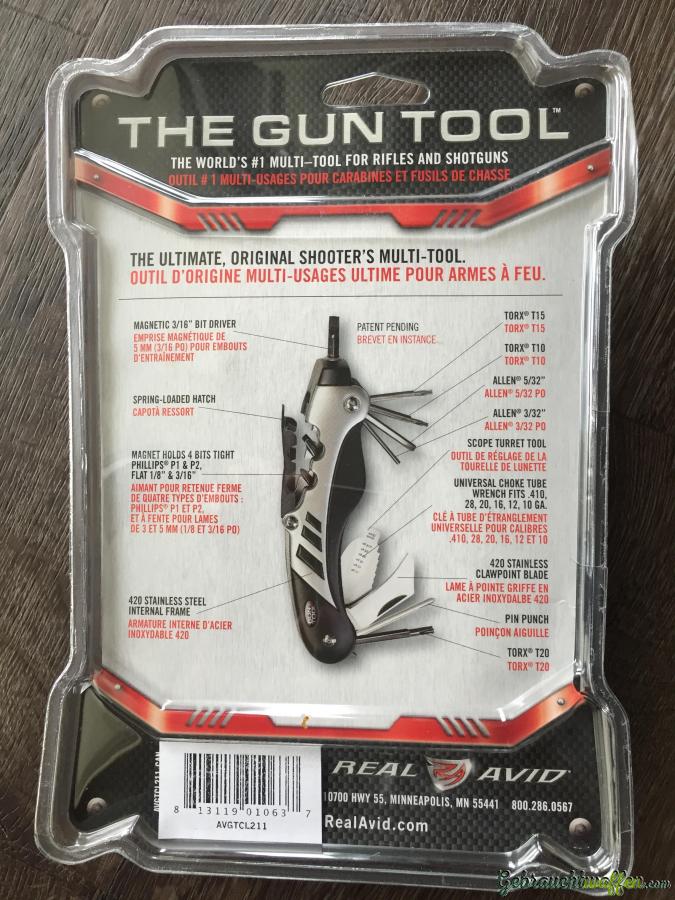 THE GUN TOOL™
THE WORLD'S #1 MULTI–TOOL FOR RIFLES AND SHOTGUNS
OUTIL # 1 MULTI-USAGES POUR CARABINES ET FUSILS DE CHASSE
THE ULTIMATE, ORIGINAL SHOOTER'S MULTI-TOOL.
OUTIL D'ORIGINE MULTI-USAGES ULTIME POUR ARMES À FEU.
MAGNETIC 3/16" BIT DRIVER
EMPRISE MAGNÉTIQUE DE
5 MM (3/16 PO) POUR EMBOUTS
D'ENTRAÎNEMENT
SPRING-LOADED HATCH
CAPOTÀ RESSORT
MAGNET HOLDS 4 BITS TIGHT
PHILLIPS® P1 & P2,
FLAT 1/8" & 3/16"
AIMANT POUR RETENUE FERME
DE QUATRE TYPES D'EMBOUTS :
PHILLIPS® P1 ET P2,
ET À FENTE POUR LAMES
DE 3 ET 5 MM (1/8 ET 3/16 PO)
420 STAINLESS STEEL
INTERNAL FRAME
ARMATURE INTERNE D'ACIER
INOXYDABLE 420
PATENT PENDING
BREVET EN INSTANCE...
TORX® T15
TORX® T15
TORX® T10
TORX® T10
ALLEN® 5/32"
ALLEN® 5/32 PO
ALLEN® 3/32"
ALLEN® 3/32 PO
SCOPE TURRET TOOL
OUTIL DE RÉGLAGE DE LA
TOURELLE DE LUNETTE
UNIVERSAL CHOKE TUBE
WRENCH FITS .410,
28, 20, 16, 12, 10 GA.
CLÉ À TUBE D'ÉTRANGLEMENT
UNIVERSELLE POUR CALIBRES
.410, 28, 20, 16, 12 ET 10
420 STAINLESS
CLAWPOINT BLADE
LAME À POINTE GRIFFE EN
ACIER INOXYDALBE 420
PIN PUNCH
POINÇON AIGUILLE
TORX® T20
TORX® T20
AVGTCL211 CAN
8 13119 01063 7
AVGTCL211
REAL AVID
10700 HWY 55, MINNEAPOLIS, MN 55441 800.286.0567
RealAvid.com
Gebrauchtwaffen.com